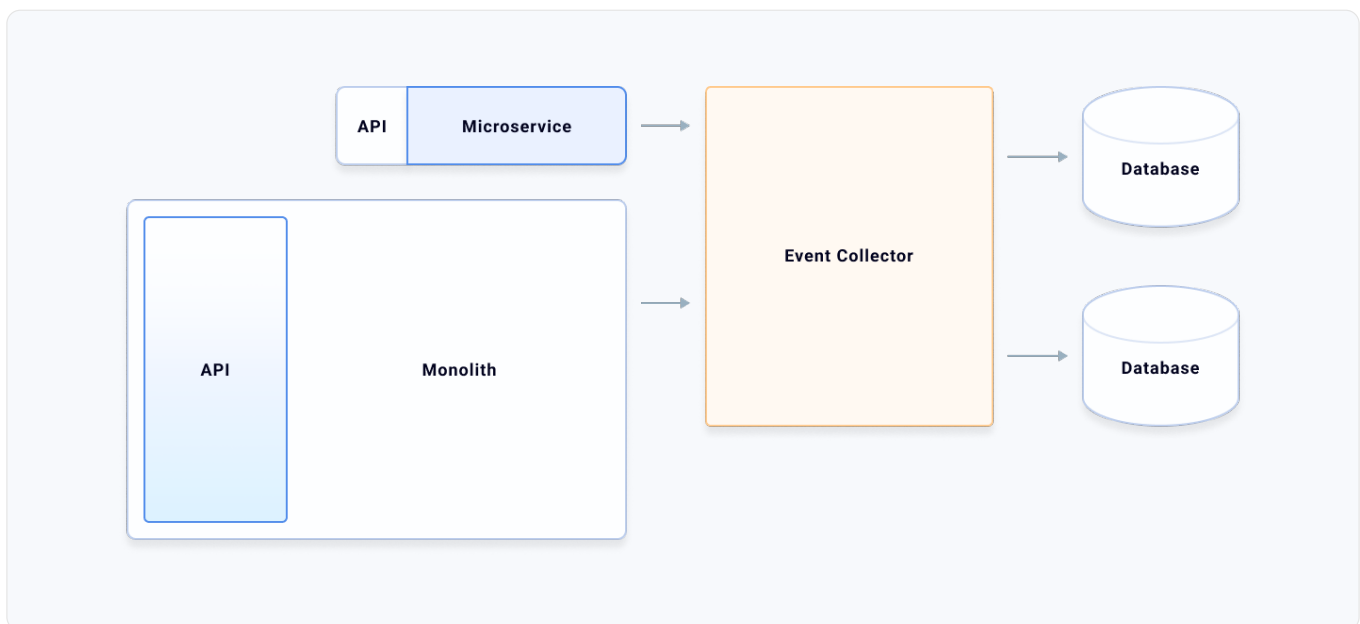 API
Microservice
Event Collector
Database
API
Monolith
Database